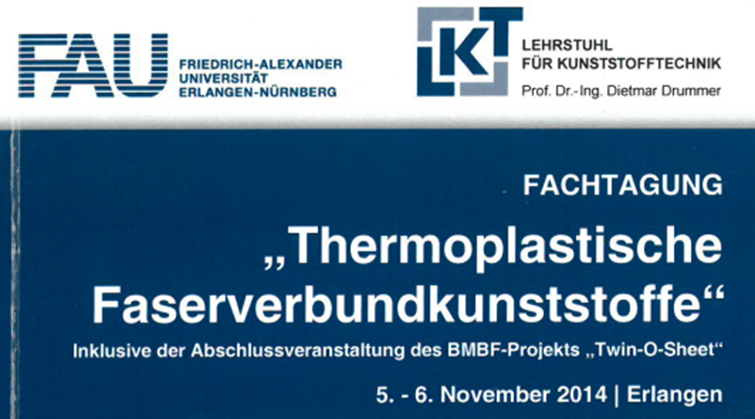 FAU
FRIEDRICH-ALEXANDER
UNIVERSITÄT
ERLANGEN-NÜRNBERG
LKT
LEHRSTUHL
FÜR KUNSTSTOFFTECHNIK
Prof. Dr.-Ing. Dietmar Drummer
FACHTAGUNG
„Thermoplastische
Faserverbundkunststoffe“
Inklusive der Abschlussveranstaltung des BMBF-Projekts „Twin-O-Sheet“
5. - 6. November 2014 | Erlangen